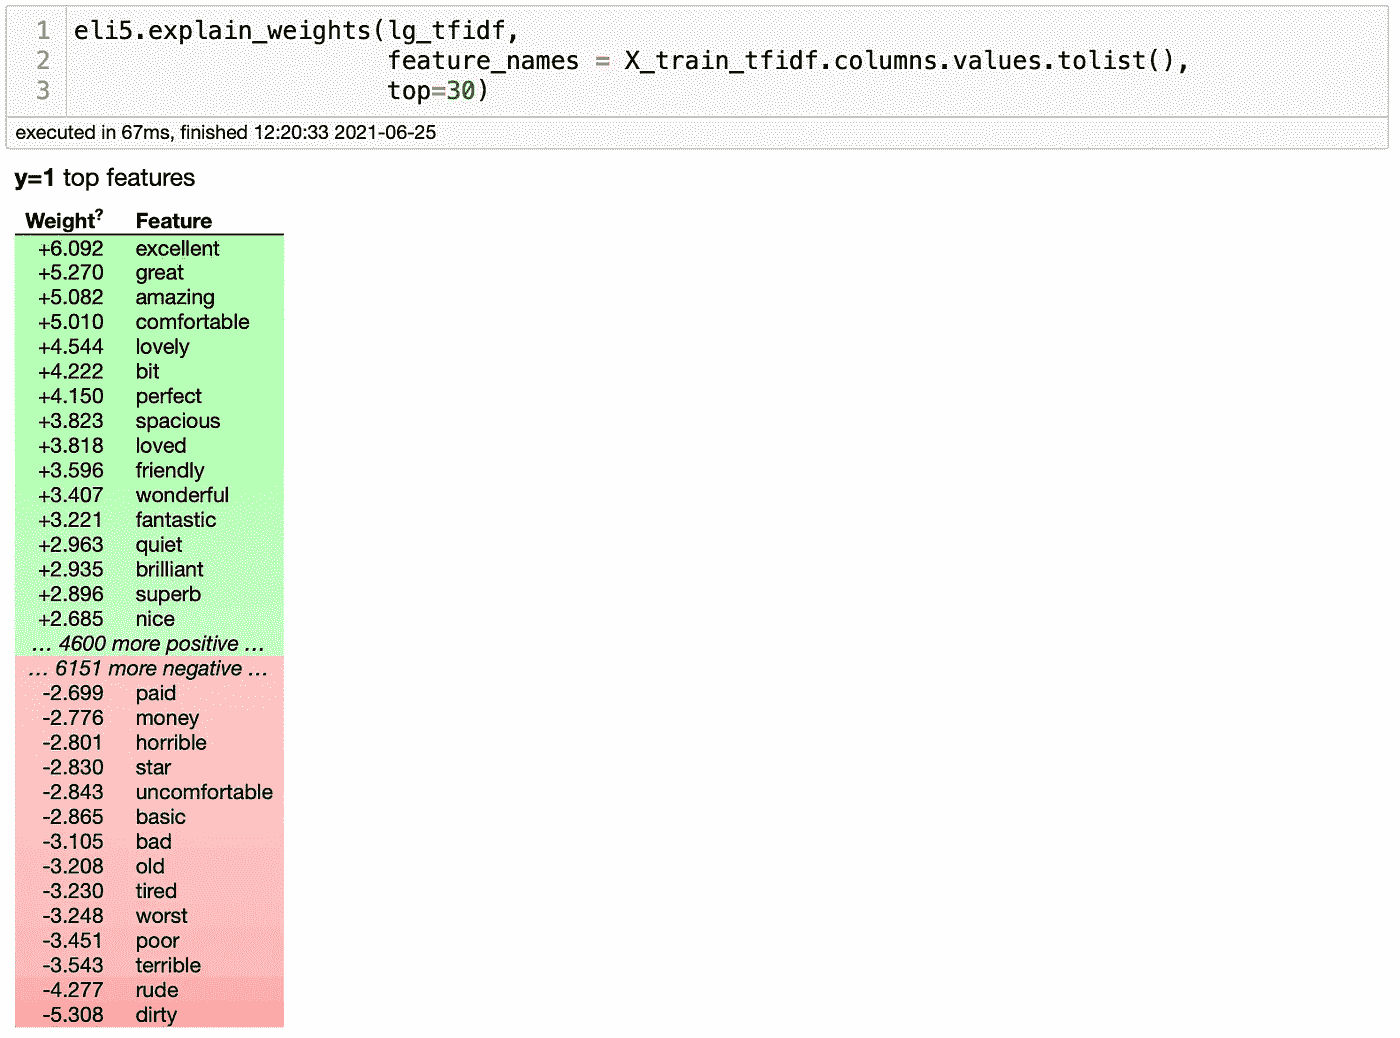 1 eli5.explain_weights(lg_tfidf,
2 feature_names = X_train_tfidf.columns.values.tolist(),
3 top=30)
executed in 67ms, finished 12:20:33 2021-06-25
y=1 top features
Weight? Feature
+6.092 excellent
+5.270 great
+5.082 amazing
+5.010 comfortable
+4.544 lovely
+4.222 bit
+4.150 perfect
+3.823 spacious
+3.818 loved
+3.596 friendly
+3.407 wonderful
+3.221 fantastic
+2.963 quiet
+2.935 brilliant
+2.896 superb
+2.685 nice
… 4600 more positive …
… 6151 more negative …
-2.699 paid
-2.776 money
-2.801 horrible
-2.830 star
-2.843 uncomfortable
-2.865 basic
-3.105 bad
-3.208 old
-3.230 tired
-3.248 worst
-3.451 poor
-3.543 terrible
-4.277 rude
-5.308 dirty